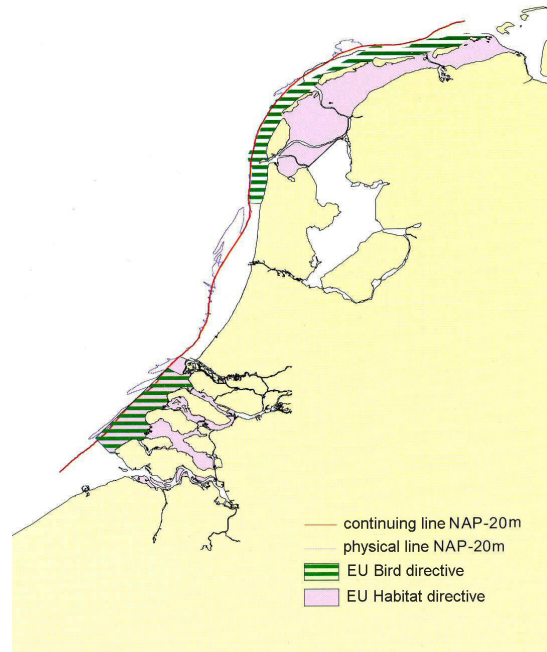 continuing line NAP-20m
physical line NAP-20m
EU Bird directive
EU Habitat directive